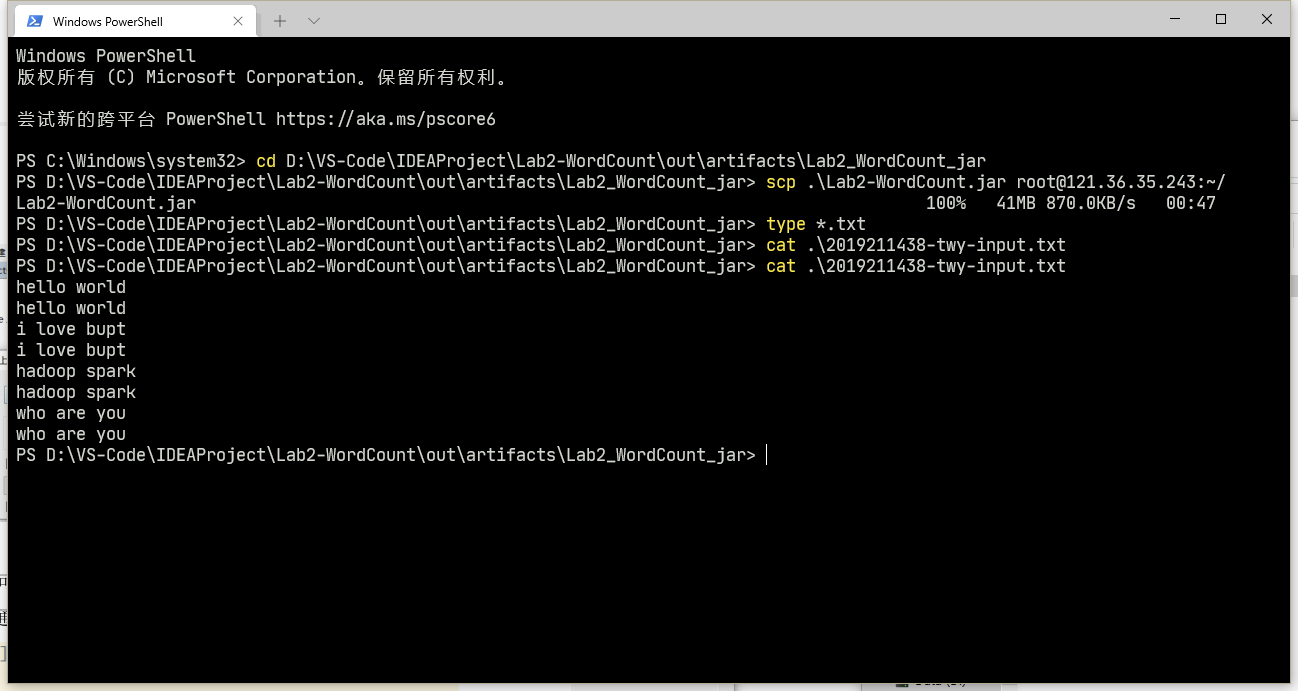 Windows PowerShell
Windows PowerShell
版权所有 (C) Microsoft Corporation。保留所有权利。
尝试新的跨平台 PowerShell https://aka.ms/pscore6
PS C:\Windows\system32> cd D:\VS-Code\IDEAProject\Lab2-WordCount\out\artifacts\Lab2_WordCount_jar
PS D:\VS-Code\IDEAProject\Lab2-WordCount\out\artifacts\Lab2_WordCount_jar> scp .\Lab2-WordCount.jar root@121.36.35.243:~/
Lab2-WordCount.jar 100% 41MB 870.0KB/s 00:47
PS D:\VS-Code\IDEAProject\Lab2-WordCount\out\artifacts\Lab2_WordCount_jar> type *.txt
PS D:\VS-Code\IDEAProject\Lab2-WordCount\out\artifacts\Lab2_WordCount_jar> cat .\2019211438-twy-input.txt
PS D:\VS-Code\IDEAProject\Lab2-WordCount\out\artifacts\Lab2_WordCount_jar> cat .\2019211438-twy-input.txt
hello world
hello world
i love bupt
i love bupt
hadoop spark
hadoop spark
who are you
who are you
PS D:\VS-Code\IDEAProject\Lab2-WordCount\out\artifacts\Lab2_WordCount_jar>